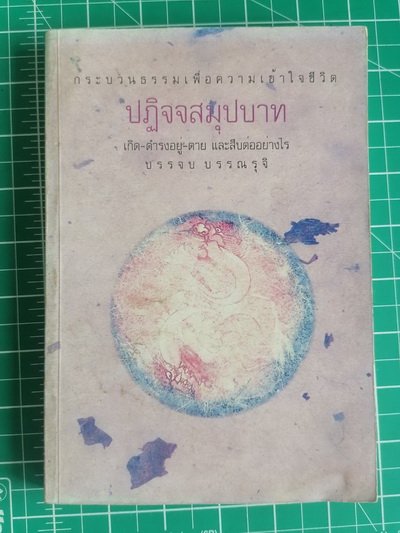 กระบวนธรรมเพื่อความเข้าใจชีวิต
ปฏิจจสมุปบาท
เกิด-ดำรงอยู่-ตาย และสืบต่ออย่างไร
บรรจบ บรรณรุจิ